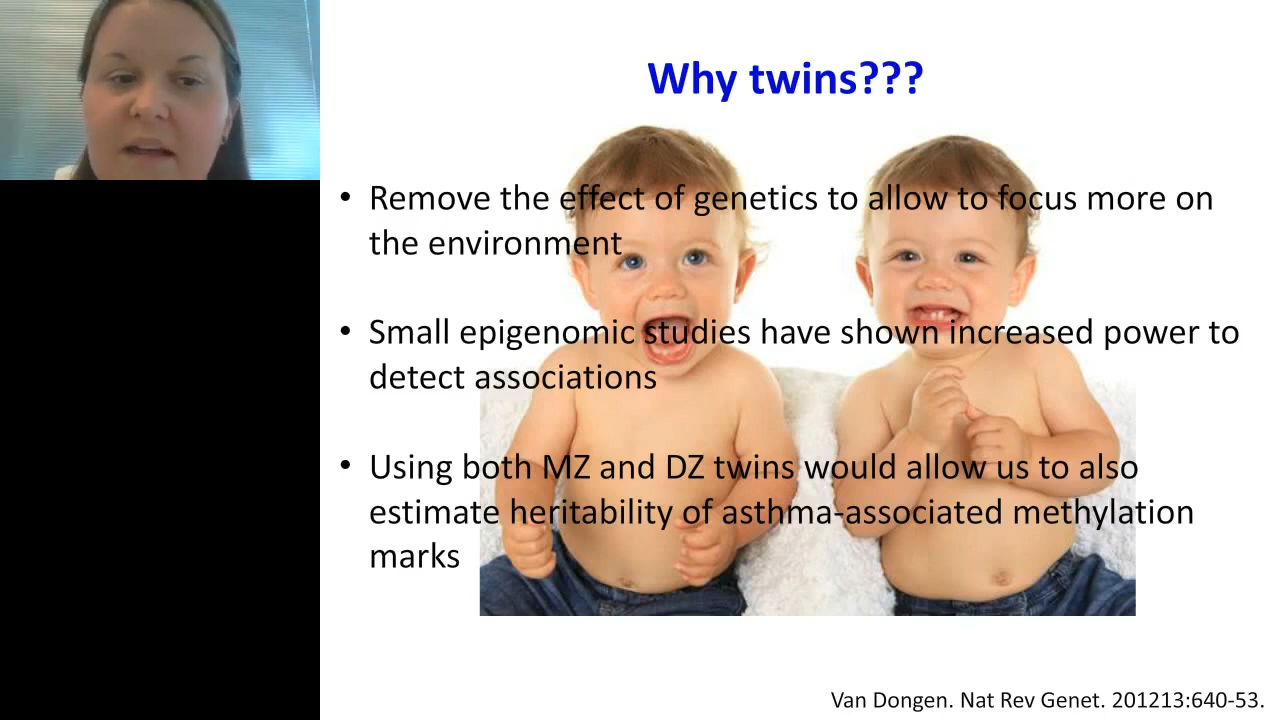 Why twins???
• Remove the effect of genetics to allow to focus more on
the environment
• Small epigenomic studies have shown increased power to
detect associations
• Using both MZ and DZ twins would allow us to also
estimate heritability of asthma-associated methylation
marks
Van Dongen. Nat Rev Genet. 201213:640-53.